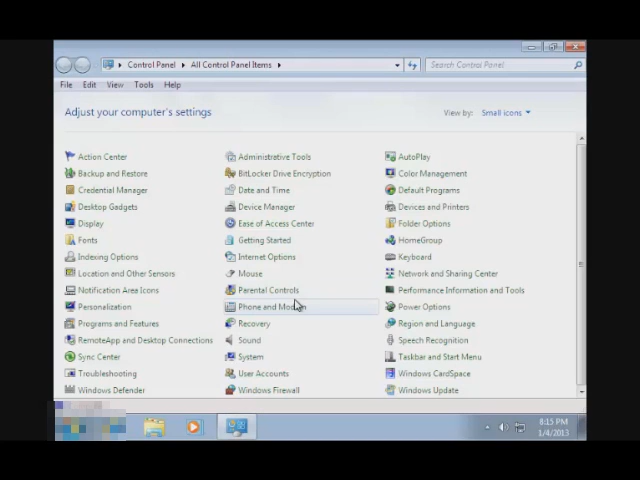 Control Panel All Control Panel Items Search Control Panel
File Edit View Tools Help
Adjust your computer's settings View by: Small icons
Action Center Administrative Tools AutoPlay
Backup and Restore BitLocker Drive Encryption Color Management
Credential Manager Date and Time Default Programs
Desktop Gadgets Device Manager Devices and Printers
Display Ease of Access Center Folder Options
Fonts Getting Started HomeGroup
Indexing Options Internet Options Keyboard
Location and Other Sensors Mouse Network and Sharing Center
Notification Area Icons Parental Controls Performance Information and Tools
Personalization Phone and Modem Power Options
Programs and Features Recovery Region and Language
RemoteApp and Desktop Connections Sound Speech Recognition
Sync Center System Taskbar and Start Menu
Troubleshooting User Accounts Windows CardSpace
Windows Defender Windows Firewall Windows Update
8:15 PM
1/4/2013